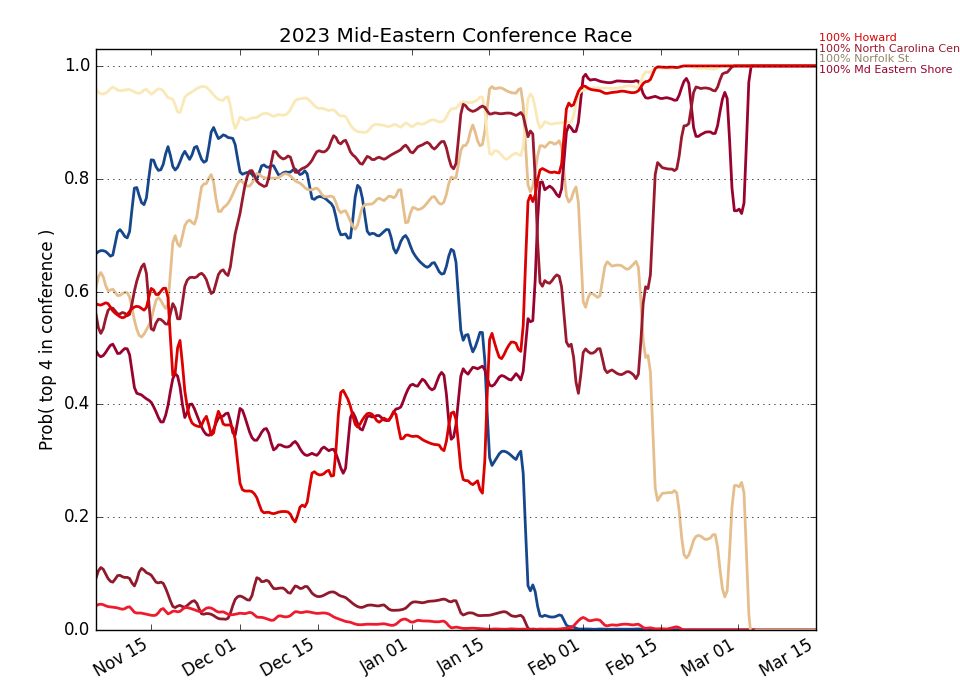 2023 Mid-Eastern Conference Race
100% Howard
100% North Carolina Cen
100% Norfolk St.
100% Md Eastern Shore
Prob( top 4 in conference )
1.0
0.8
0.6
0.4
0.2
0.0
Nov 15
Dec 01
Dec 15
Jan 01
Jan 15
Feb 01
Feb 15
Mar 01
Mar 15